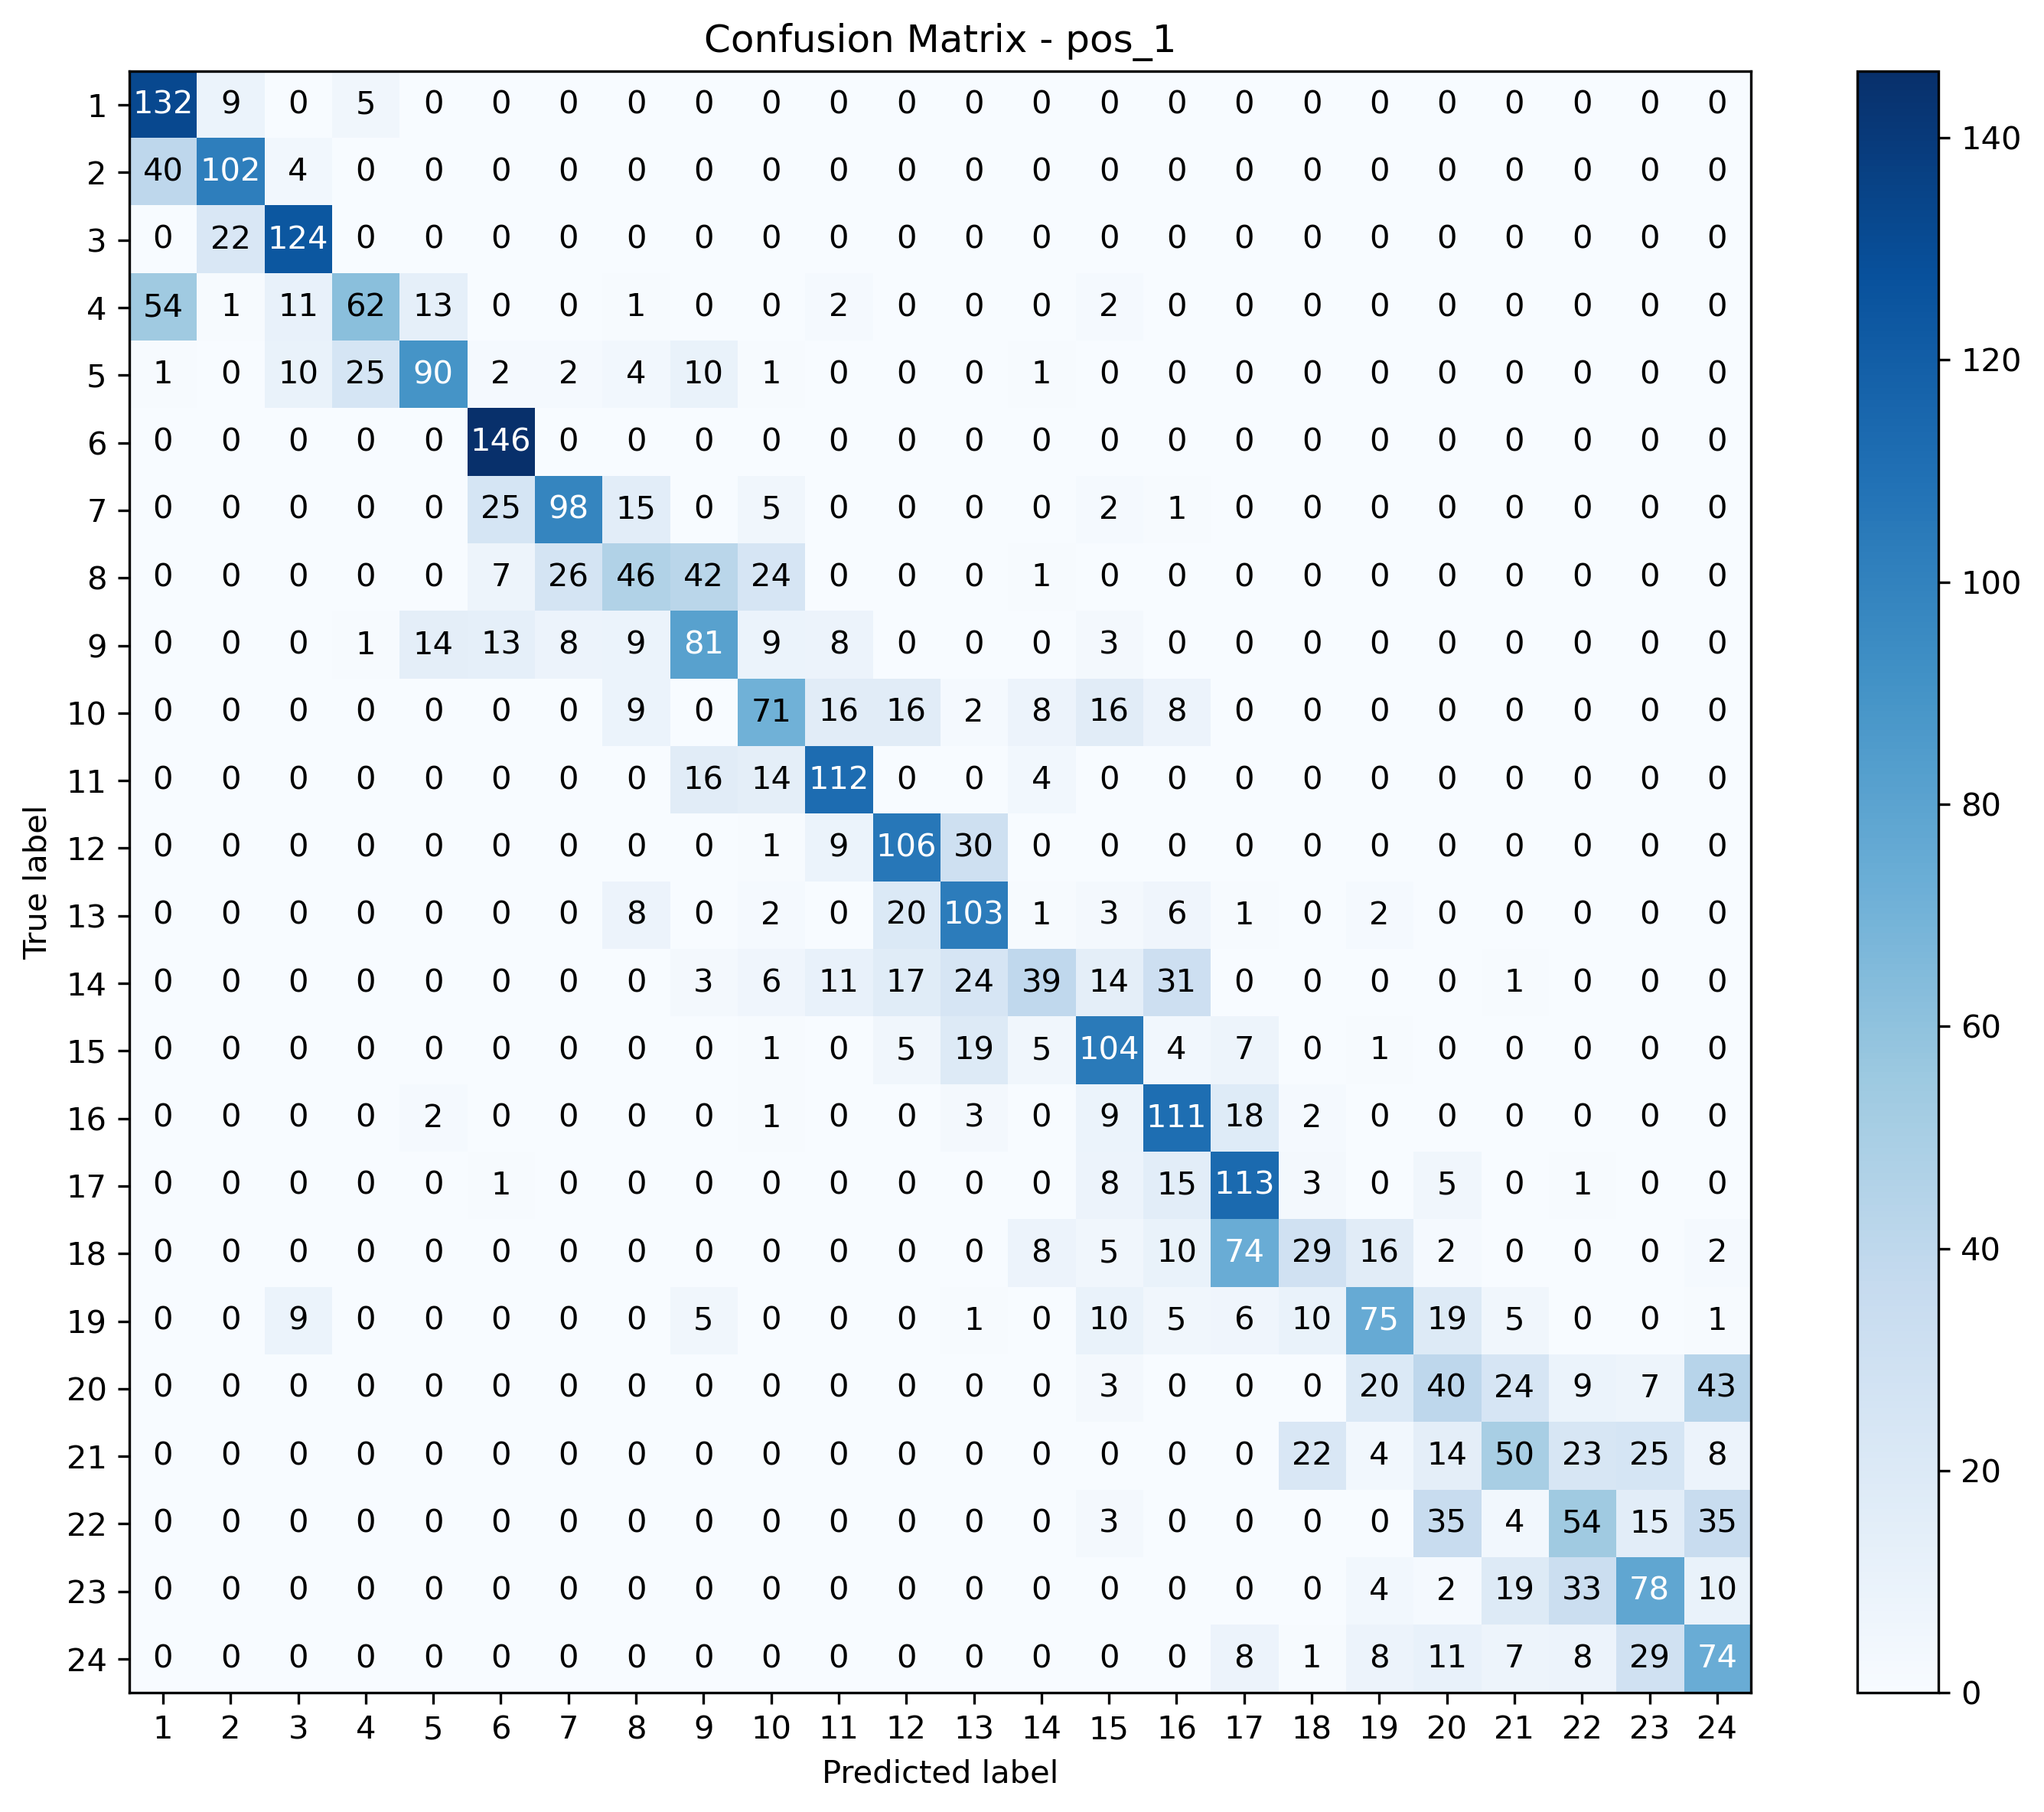 Confusion Matrix - pos_1
1 132 9 0 5 0 0 0 0 0 0 0 0 0 0 0 0 0 0 0 0 0 0 0 0
2 40 102 4 0 0 0 0 0 0 0 0 0 0 0 0 0 0 0 0 0 0 0 0 0
3 0 22 124 0 0 0 0 0 0 0 0 0 0 0 0 0 0 0 0 0 0 0 0 0
4 54 1 11 62 13 0 0 1 0 0 2 0 0 0 2 0 0 0 0 0 0 0 0 0
5 1 0 10 25 90 2 2 4 10 1 0 0 0 1 0 0 0 0 0 0 0 0 0 0
6 0 0 0 0 0 146 0 0 0 0 0 0 0 0 0 0 0 0 0 0 0 0 0 0
7 0 0 0 0 0 25 98 15 0 5 0 0 0 0 2 1 0 0 0 0 0 0 0 0
8 0 0 0 0 0 7 26 46 42 24 0 0 0 1 0 0 0 0 0 0 0 0 0 0
9 0 0 0 1 14 13 8 9 81 9 8 0 0 0 3 0 0 0 0 0 0 0 0 0
10 0 0 0 0 0 0 0 9 0 71 16 16 2 8 16 8 0 0 0 0 0 0 0 0
11 0 0 0 0 0 0 0 0 16 14 112 0 0 4 0 0 0 0 0 0 0 0 0 0
12 0 0 0 0 0 0 0 0 0 1 9 106 30 0 0 0 0 0 0 0 0 0 0 0
13 0 0 0 0 0 0 0 8 0 2 0 20 103 1 3 6 1 0 2 0 0 0 0 0
14 0 0 0 0 0 0 0 0 3 6 11 17 24 39 14 31 0 0 0 0 1 0 0 0
15 0 0 0 0 0 0 0 0 0 1 0 5 19 5 104 4 7 0 1 0 0 0 0 0
16 0 0 0 0 2 0 0 0 0 1 0 0 3 0 9 111 18 2 0 0 0 0 0 0
17 0 0 0 0 0 1 0 0 0 0 0 0 0 0 8 15 113 3 0 5 0 1 0 0
18 0 0 0 0 0 0 0 0 0 0 0 0 0 8 5 10 74 29 16 2 0 0 0 2
19 0 0 9 0 0 0 0 0 5 0 0 0 1 0 10 5 6 10 75 19 5 0 0 1
20 0 0 0 0 0 0 0 0 0 0 0 0 0 0 3 0 0 0 20 40 24 9 7 43
21 0 0 0 0 0 0 0 0 0 0 0 0 0 0 0 0 0 22 4 14 50 23 25 8
22 0 0 0 0 0 0 0 0 0 0 0 0 0 0 3 0 0 0 0 35 4 54 15 35
23 0 0 0 0 0 0 0 0 0 0 0 0 0 0 0 0 0 0 4 2 19 33 78 10
24 0 0 0 0 0 0 0 0 0 0 0 0 0 0 0 0 8 1 8 11 7 8 29 74
1 2 3 4 5 6 7 8 9 10 11 12 13 14 15 16 17 18 19 20 21 22 23 24
Predicted label
True label
140
120
100
80
60
40
20
0